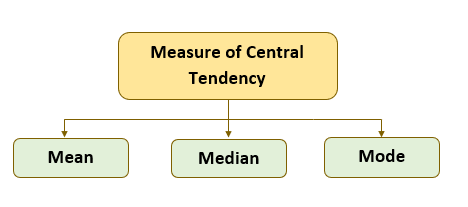 Measure of Central
Tendency
Mean
Median
Mode